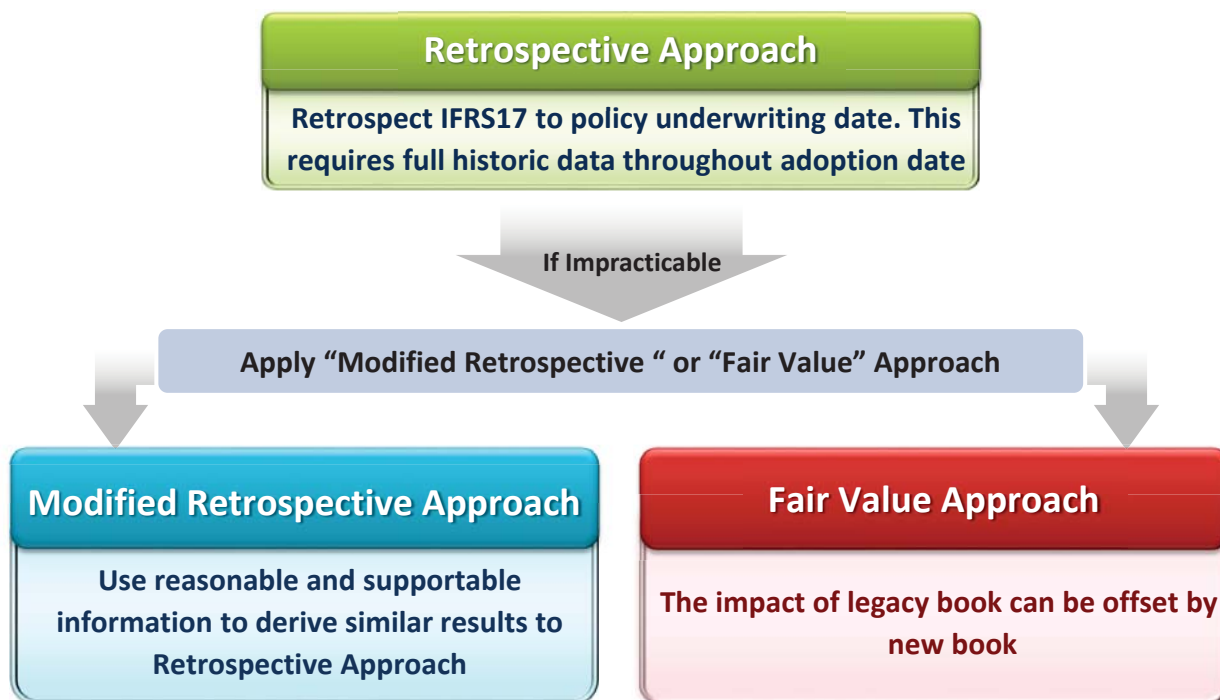 Retrospective Approach
Retrospect IFRS17 to policy underwriting date. This
requires full historic data throughout adoption date
If Impracticable
Apply “Modified Retrospective “ or “Fair Value” Approach
Modified Retrospective Approach
Use reasonable and supportable
information to derive similar results to
Retrospective Approach
Fair Value Approach
The impact of legacy book can be offset by
new book